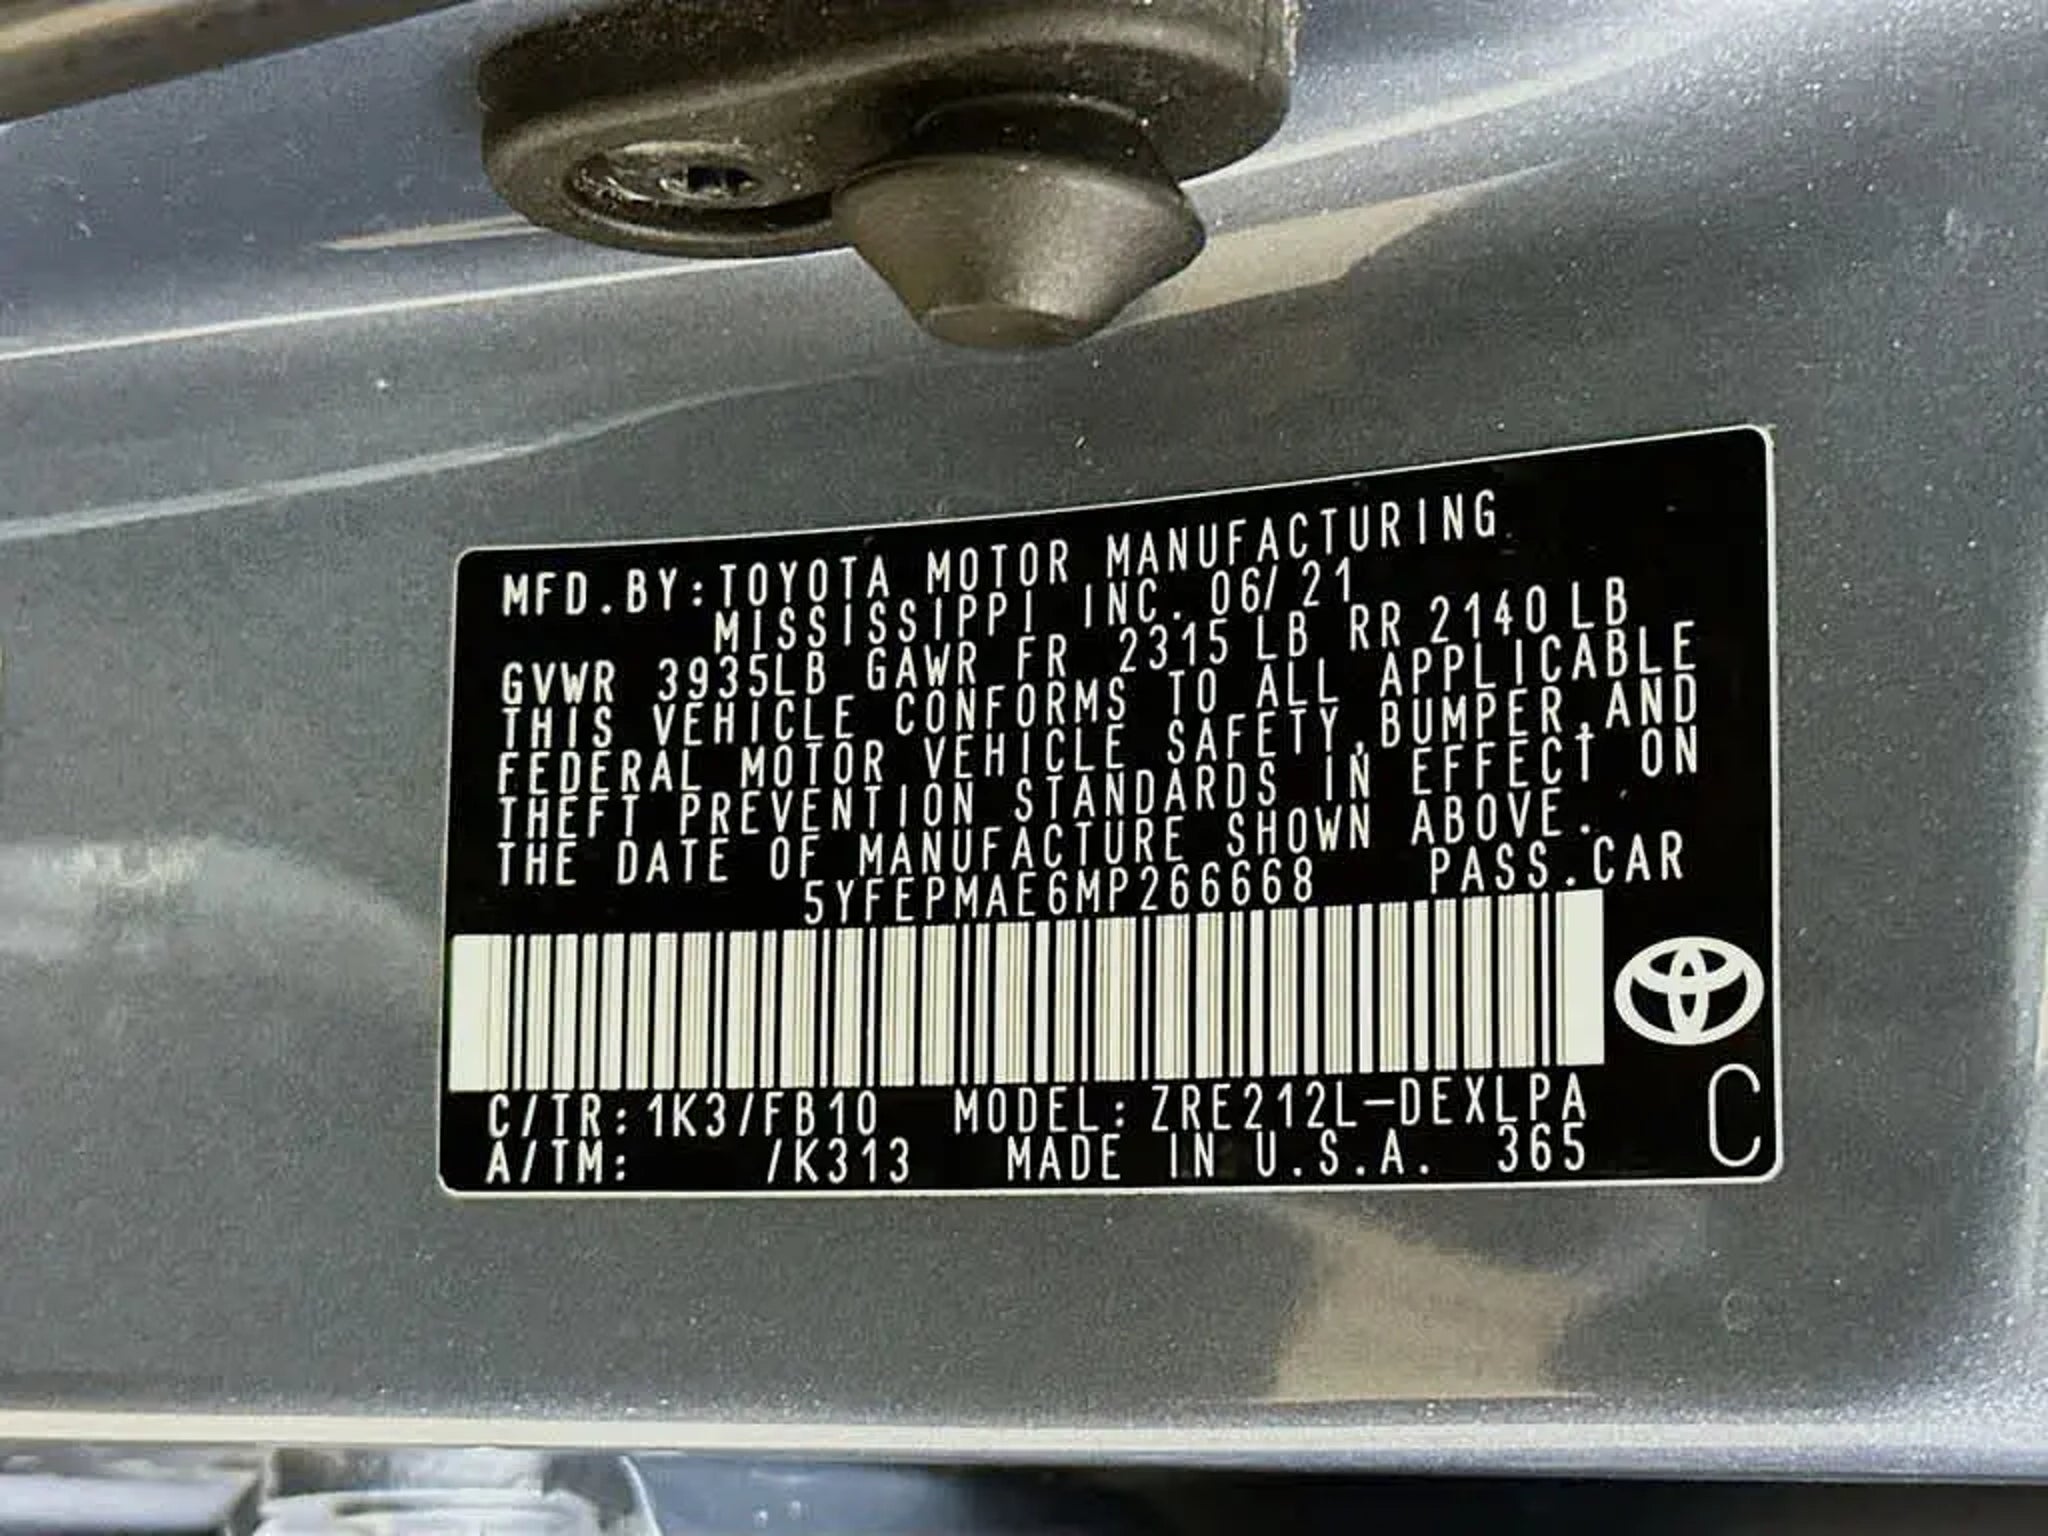 MFD.BY:TOYOTA MOTOR MANUFACTURING
MISSISSIPPI INC. 06/21
GVWR 3935LB GAWR FR 2315 LB RR 2140LB
THIS VEHICLE CONFORMS TO ALL APPLICABLE
FEDERAL MOTOR VEHICLE SAFETY,BUMPER,AND
THEFT PREVENTION STANDARDS IN EFFECT ON
THE DATE OF MANUFACTURE SHOWN ABOVE.
5YFEPMAE6MP266668 PASS.CAR
C/TR:1K3/FB10 MODEL:ZRE212L-DEXLPA
A/TM: /K313 MADE IN U.S.A. 365
C